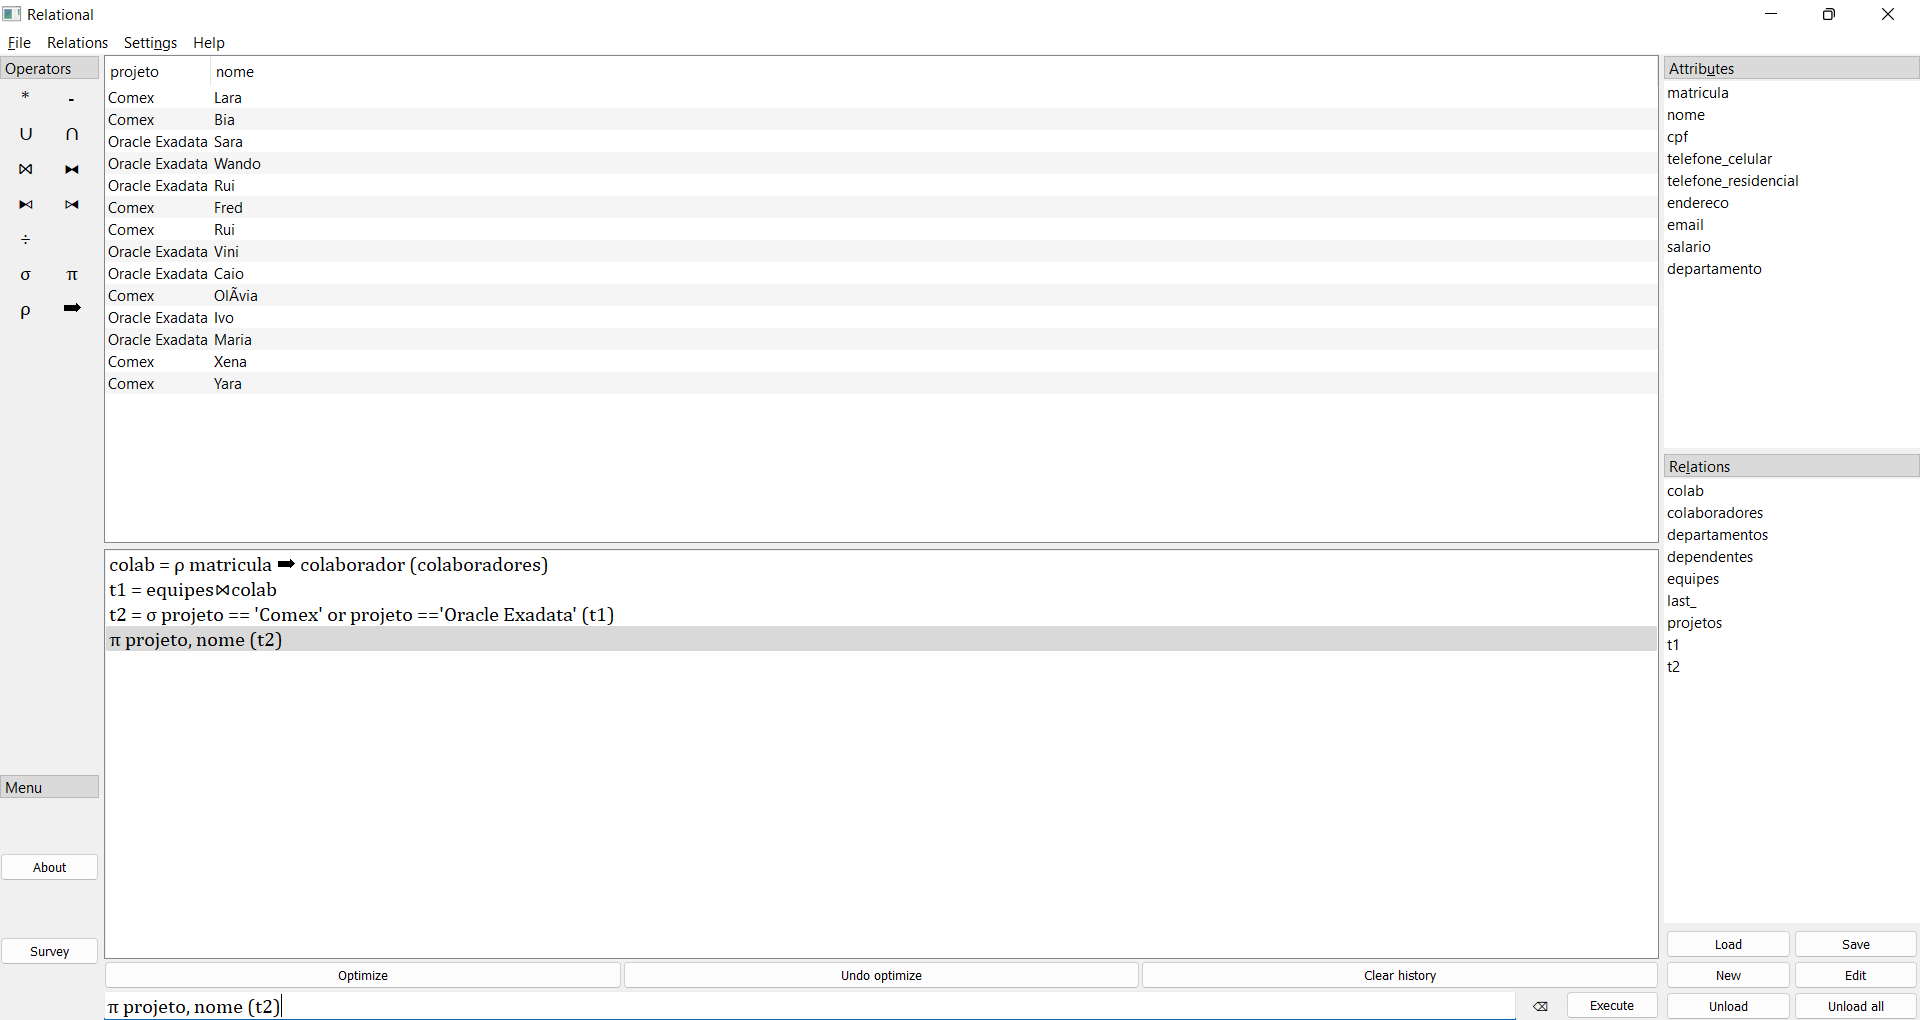 Relational
File Relations Settings Help
Operators
* -
∪ ∩
⋈ ⧓
⧑ ⧒
÷
σ π
ρ ➡
Menu
About
Survey
projeto nome
Comex Lara
Comex Bia
Oracle Exadata Sara
Oracle Exadata Wando
Oracle Exadata Rui
Comex Fred
Comex Rui
Oracle Exadata Vini
Oracle Exadata Caio
Comex OlÃvia
Oracle Exadata Ivo
Oracle Exadata Maria
Comex Xena
Comex Yara
colab = ρ matricula ➡ colaborador (colaboradores)
t1 = equipes⋈colab
t2 = σ projeto == 'Comex' or projeto =='Oracle Exadata' (t1)
π projeto, nome (t2)
Optimize Undo optimize Clear history
π projeto, nome (t2)
⌫ Execute
Attributes
matricula
nome
cpf
telefone_celular
telefone_residencial
endereco
email
salario
departamento
Relations
colab
colaboradores
departamentos
dependentes
equipes
last_
projetos
t1
t2
Load Save
New Edit
Unload Unload all